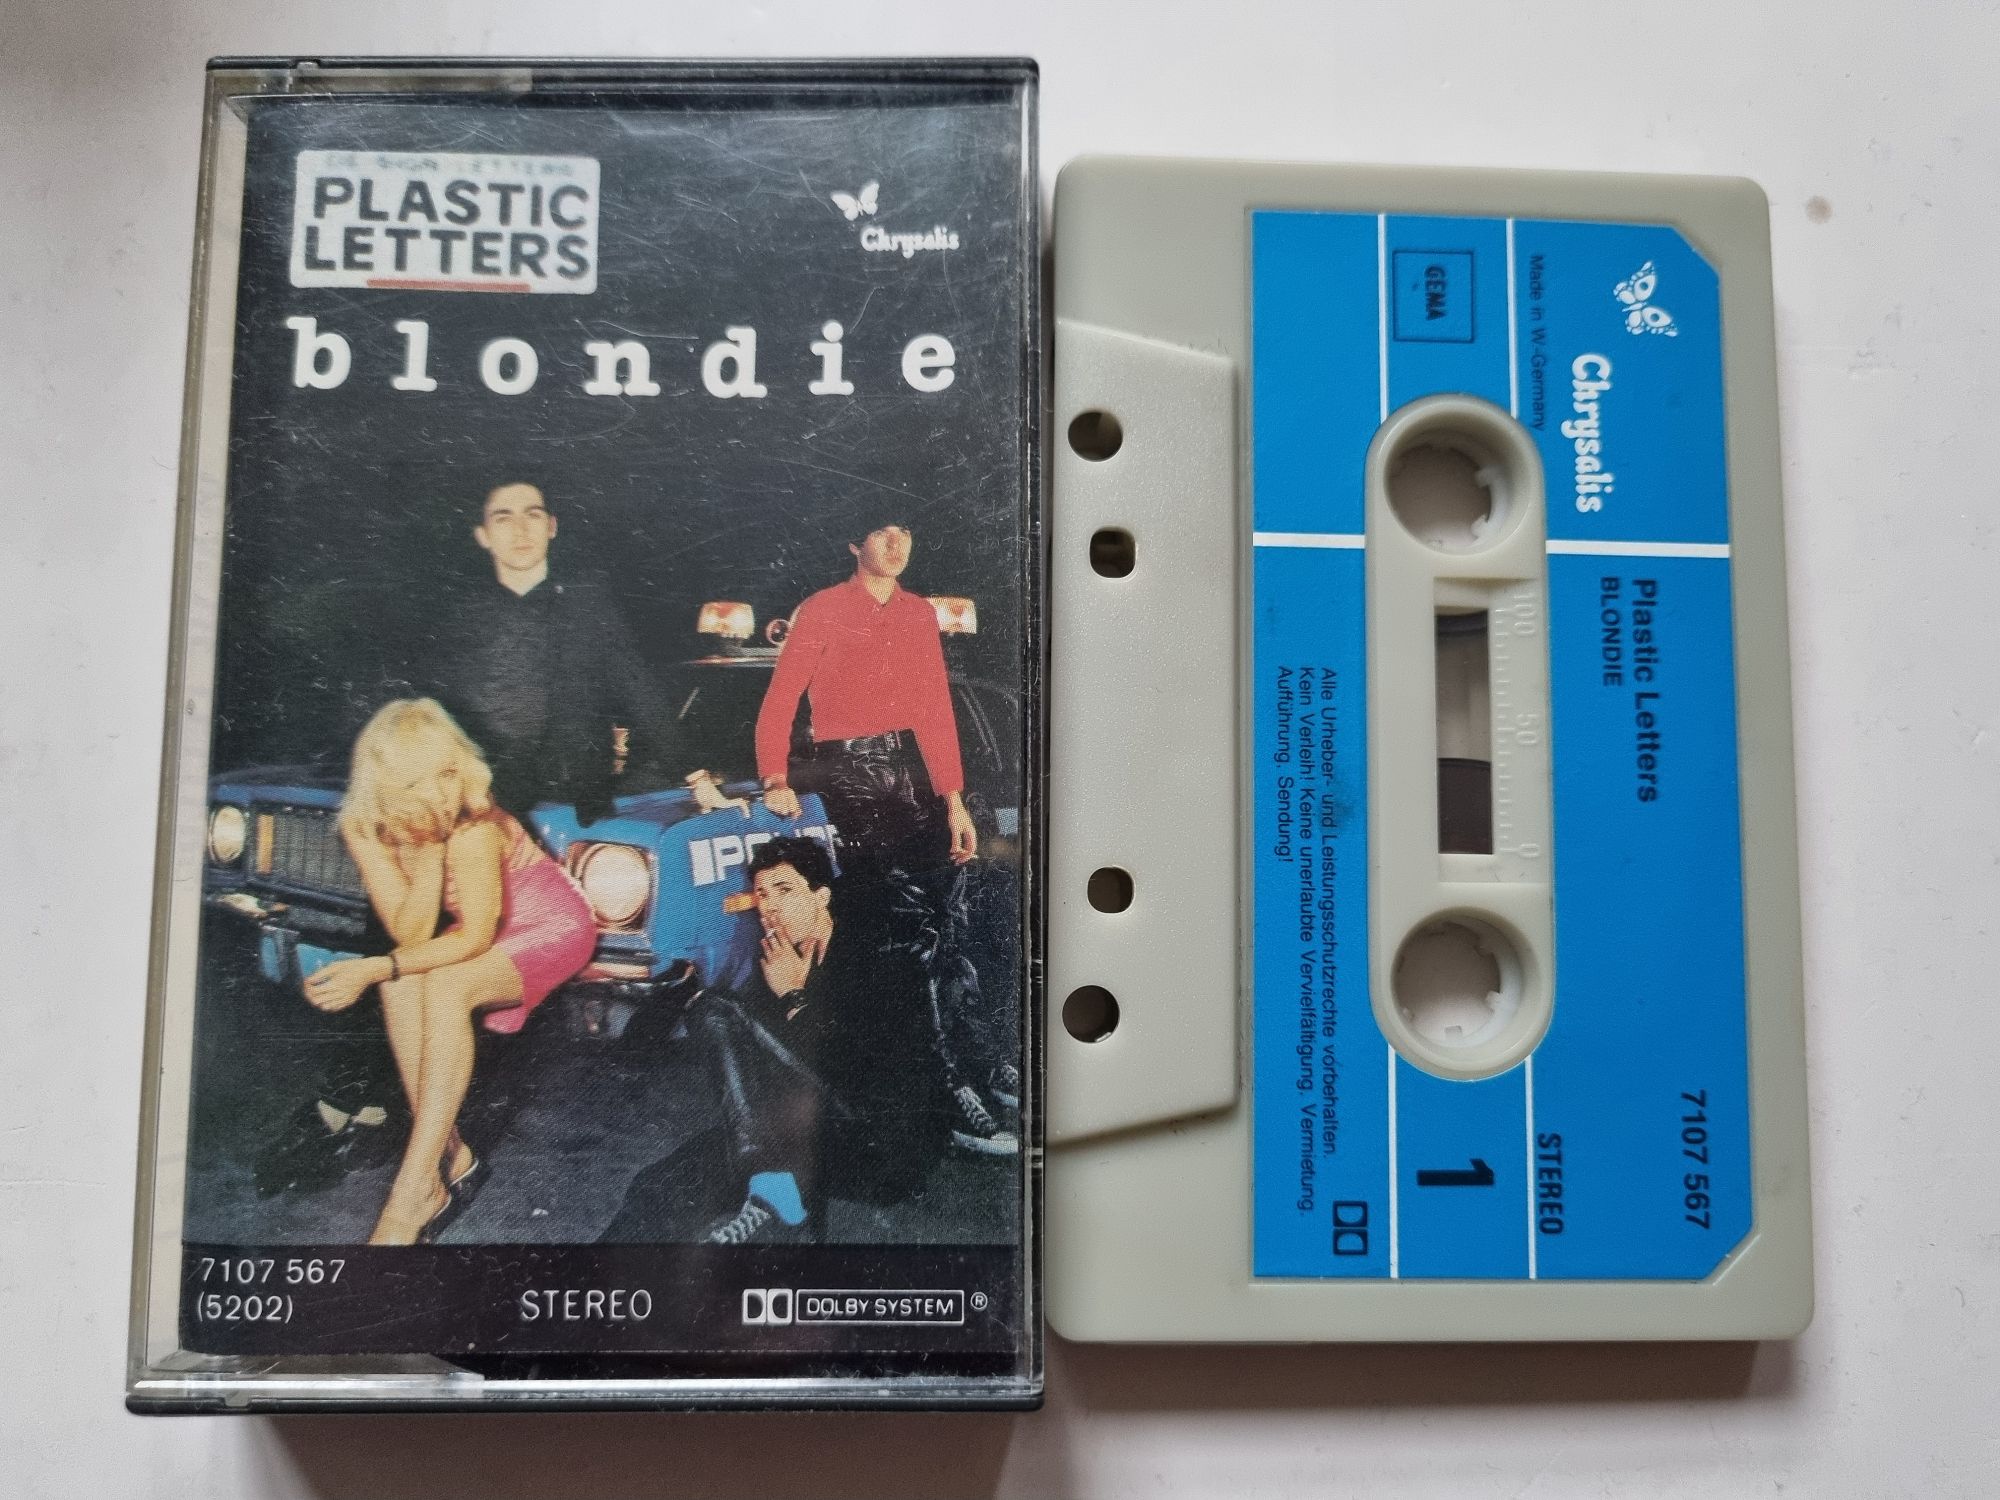 PLASTIC
LETTERS
Chrysalis
blondie
POLICE
7107 567
(5202)
STEREO
DOLBY SYSTEM ®
Chrysalis
Made in W-Germany
GEMA
Plastic Letters
BLONDIE
100 50 0
7107 567
STEREO
1
Alle Urheber- und Leistungsschutzrechte vorbehalten.
Kein Verleih! Keine unerlaubte Vervielfältigung, Vermietung,
Aufführung, Sendung!